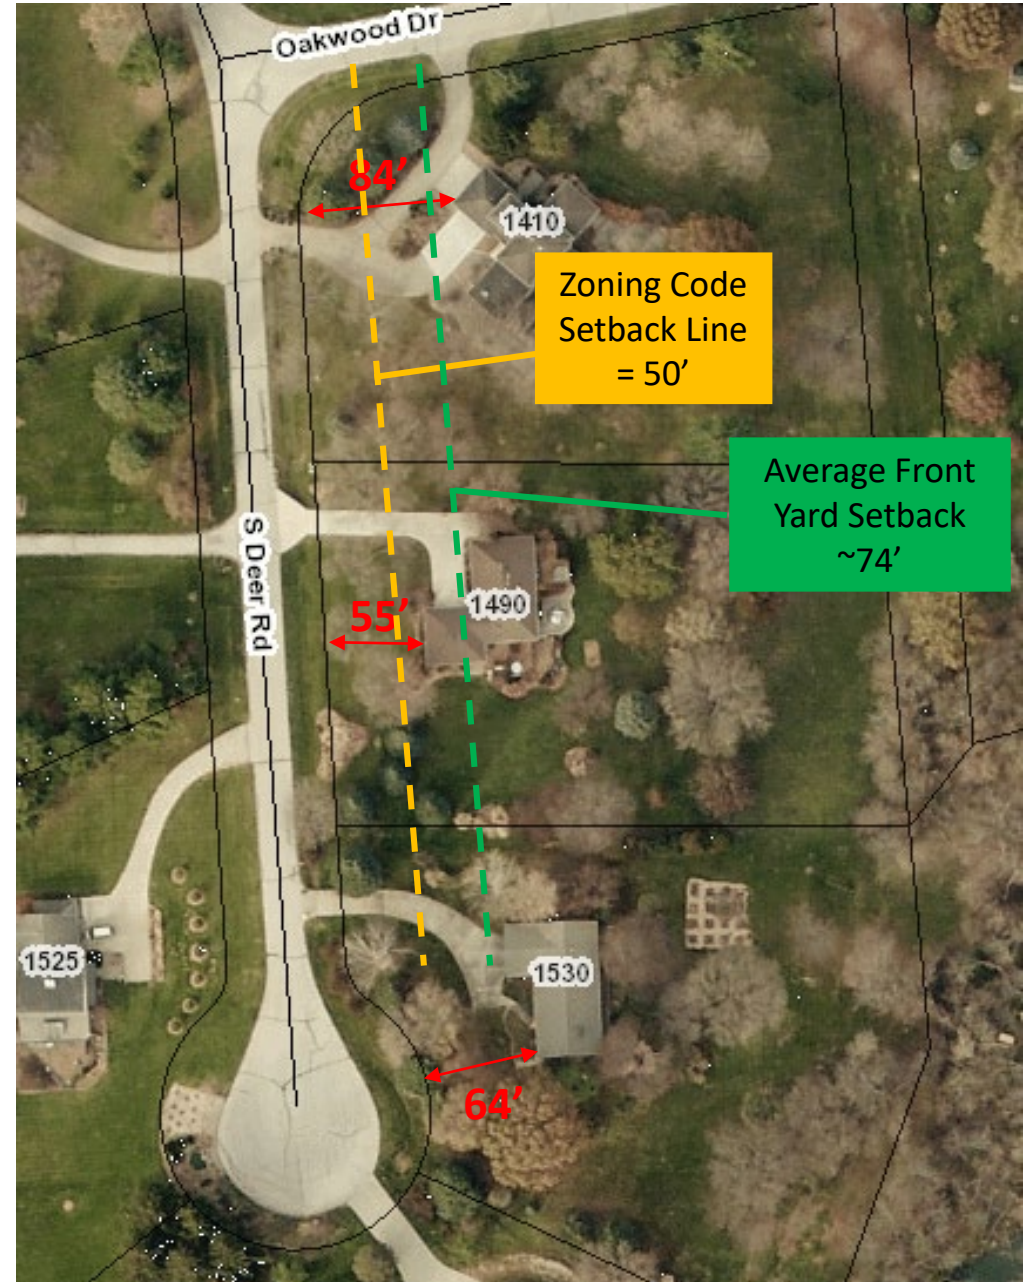 Oakwood Dr
84’
1410
Zoning Code
Setback Line
= 50’
Average Front
Yard Setback
~74’
S Deer Rd
1490
55’
1525
1530
64’